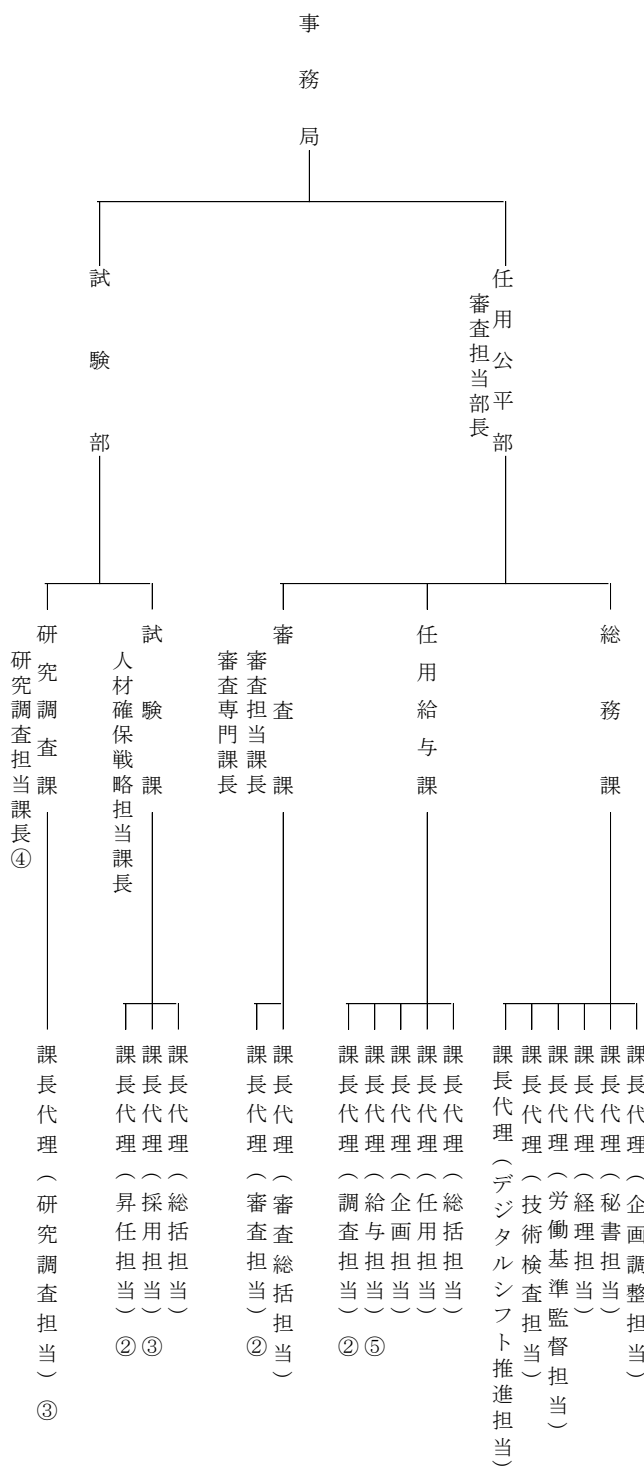 事務局
任用公平部
審査担当部長
試験部
総務課
任用給与課
審査課
審査担当課長
審査専門課長
試験課
人材確保戦略担当課長
研究調査課
研究調査担当課長④
課長代理(企画調整担当)
課長代理(秘書担当)
課長代理(経理担当)
課長代理(労働基準監督担当)
課長代理(技術検査担当)
課長代理(デジタルシフト推進担当)
課長代理(総括担当)
課長代理(任用担当)
課長代理(企画担当)
課長代理(給与担当)⑤
課長代理(調査担当)②
課長代理(審査総括担当)
課長代理(審査担当)②
課長代理(総括担当)
課長代理(採用担当)③
課長代理(昇任担当)②
課長代理(研究調査担当)③